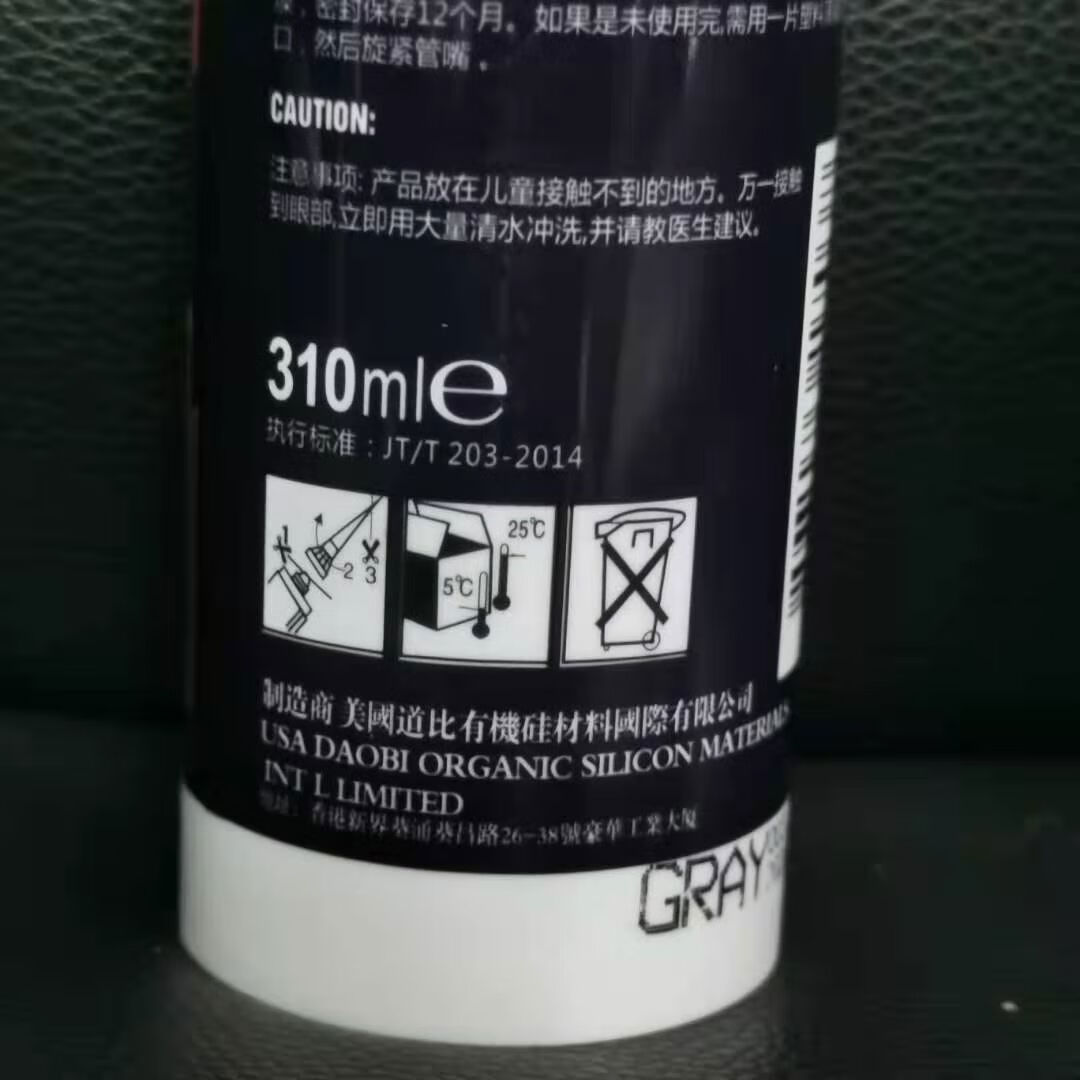 密封保存12个月。如果是未使用完,需用一片塑料
口，然后旋紧管嘴。
CAUTION:
注意事项: 产品放在儿童接触不到的地方。万一接触
到眼部,立即用大量清水冲洗,并请教医生建议。
310ml℮
执行标准：JT/T 203-2014
1
2
3
25℃
5℃
制造商 美國道比有機硅材料國際有限公司
USA DAOBI ORGANIC SILICON MATERIALS
INT L LIMITED
地址：香港新界葵涌葵昌路26-38號豪華工業大厦
GRAY